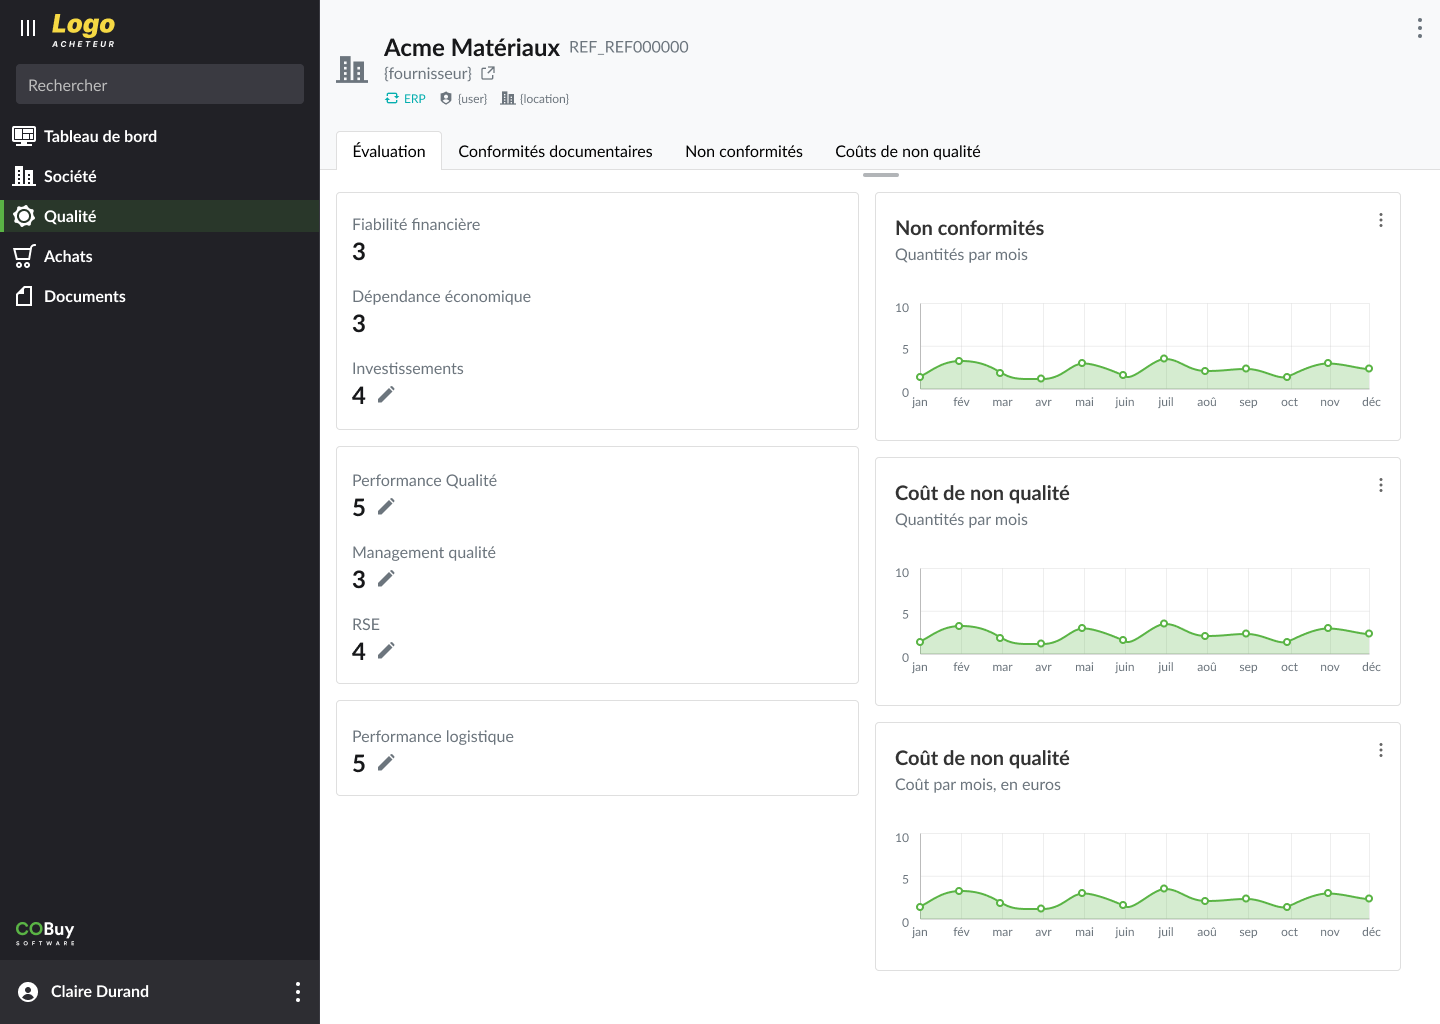 Logo
ACHETEUR
Rechercher
Tableau de bord
Société
Qualité
Achats
Documents
COBuy
SOFTWARE
Claire Durand
Acme Matériaux REF_REF000000
{fournisseur}
ERP {user} {location}
Évaluation Conformités documentaires Non conformités Coûts de non qualité
Fiabilité financière
3
Dépendance économique
3
Investissements
4
Performance Qualité
5
Management qualité
3
RSE
4
Performance logistique
5
Non conformités
Quantités par mois
10
5
0
jan fév mar avr mai juin juil aoû sep oct nov déc
Coût de non qualité
Quantités par mois
10
5
0
jan fév mar avr mai juin juil aoû sep oct nov déc
Coût de non qualité
Coût par mois, en euros
10
5
0
jan fév mar avr mai juin juil aoû sep oct nov déc